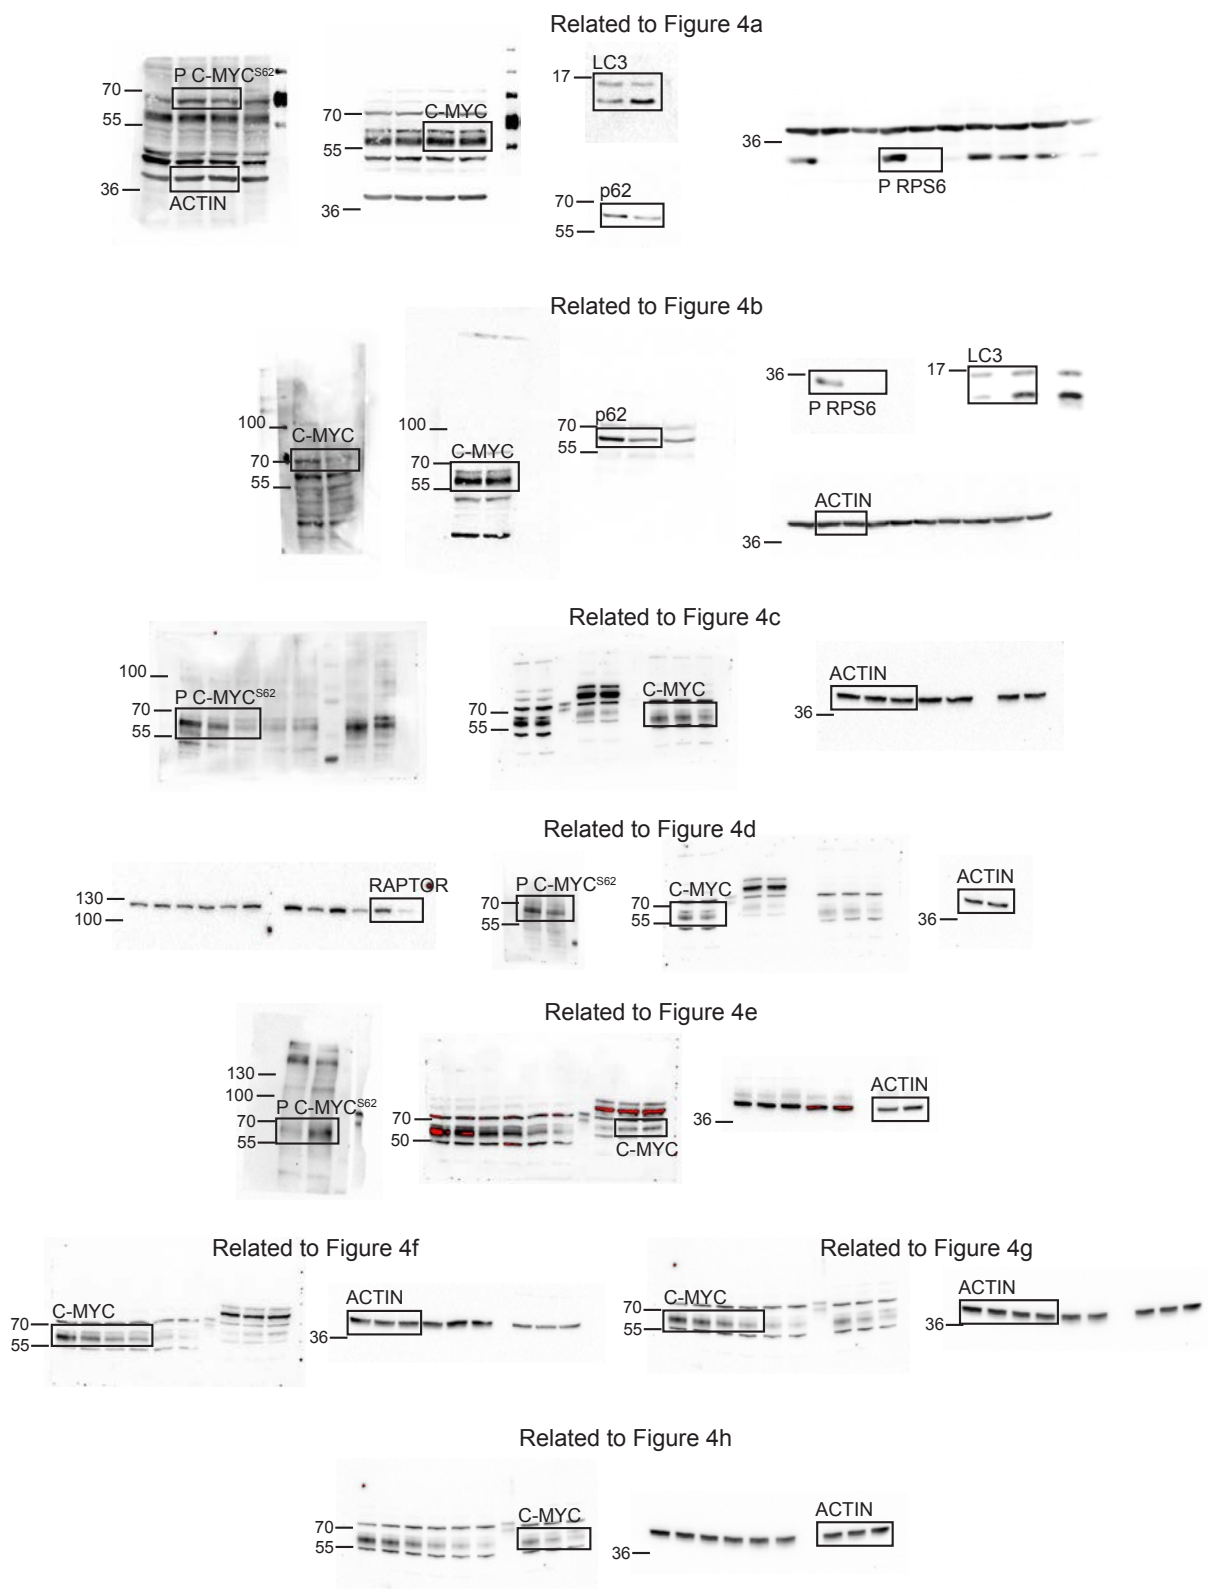 Related to Figure 4a
70
55
36
P C-MYC^S62
ACTIN
70
55
36
C-MYC
17
LC3
70
55
p62
36
P RPS6
Related to Figure 4b
100
70
55
C-MYC
100
70
55
C-MYC
70
55
p62
36
P RPS6
17
LC3
36
ACTIN
Related to Figure 4c
100
70
55
P C-MYC^S62
70
55
C-MYC
36
ACTIN
Related to Figure 4d
130
100
RAPTOR
70
55
P C-MYC^S62
70
55
C-MYC
36
ACTIN
Related to Figure 4e
130
100
70
55
P C-MYC^S62
70
50
C-MYC
36
ACTIN
Related to Figure 4f
70
55
C-MYC
36
ACTIN
Related to Figure 4g
70
55
C-MYC
36
ACTIN
Related to Figure 4h
70
55
C-MYC
36
ACTIN